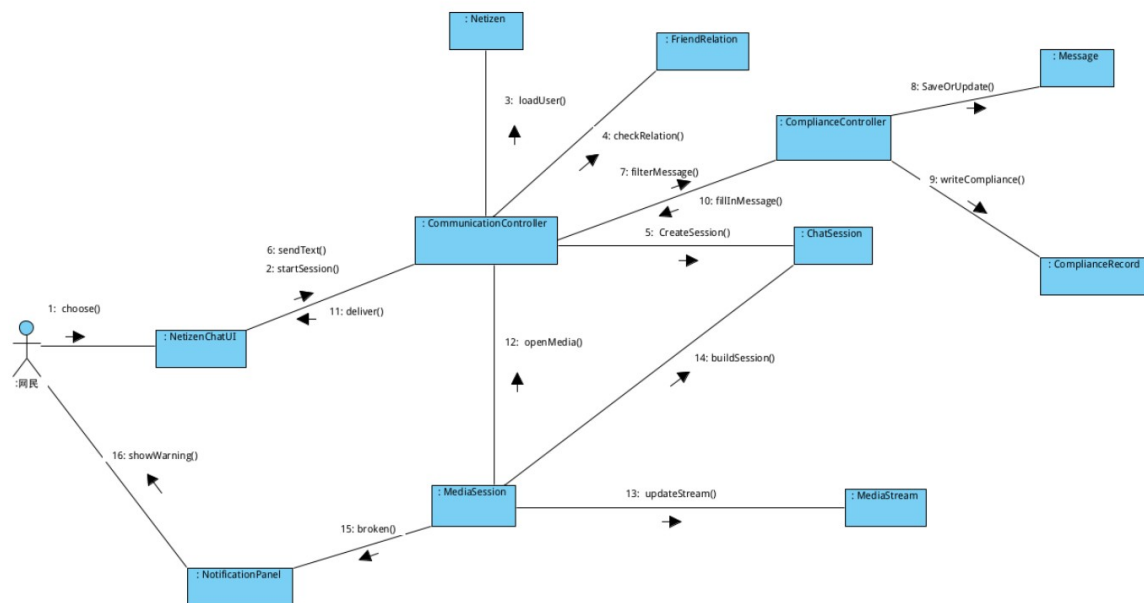 : Netizen
: FriendRelation
: Message
8: SaveOrUpdate()
3: loadUser()
: ComplianceController
4: checkRelation()
7: filterMessage()
9: writeCompliance()
10: fillInMessage()
: CommunicationController
5: CreateSession()
: ChatSession
6: sendText()
2: startSession()
: ComplianceRecord
1: choose()
11: deliver()
: NetizenChatUI
12: openMedia()
14: buildSession()
:网民
16: showWarning()
: MediaSession
13: updateStream()
: MediaStream
15: broken()
: NotificationPanel